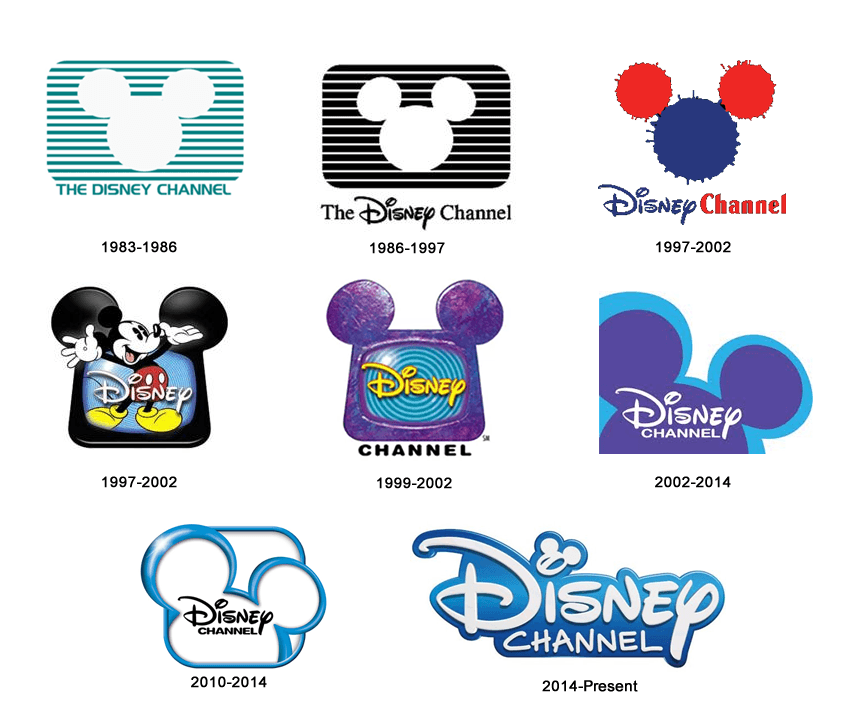 THE DISNEY CHANNEL
The Disney Channel
Disney Channel
1983-1986
1986-1997
1997-2002
Disney
Disney
CHANNEL
SM
Disney
CHANNEL
1997-2002
1999-2002
2002-2014
Disney
CHANNEL
Disney
CHANNEL
2010-2014
2014-Present